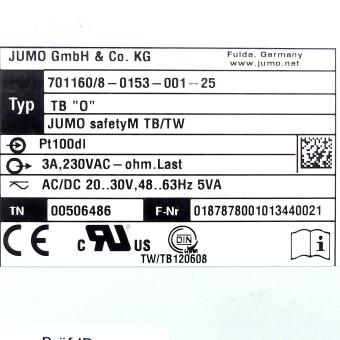 JUMO GmbH & Co. KG
Fulda, Germany
www.jumo.net
701160/8-0153-001-25
Typ
TB "0"
JUMO safetyM TB/TW
Pt100dl
3A,230VAC-ohm.Last
AC/DC 20..30V,48..63Hz 5VA
TN 00506486 F-Nr 0187878001013440021
CE c RU US DIN i
TW/TB120608